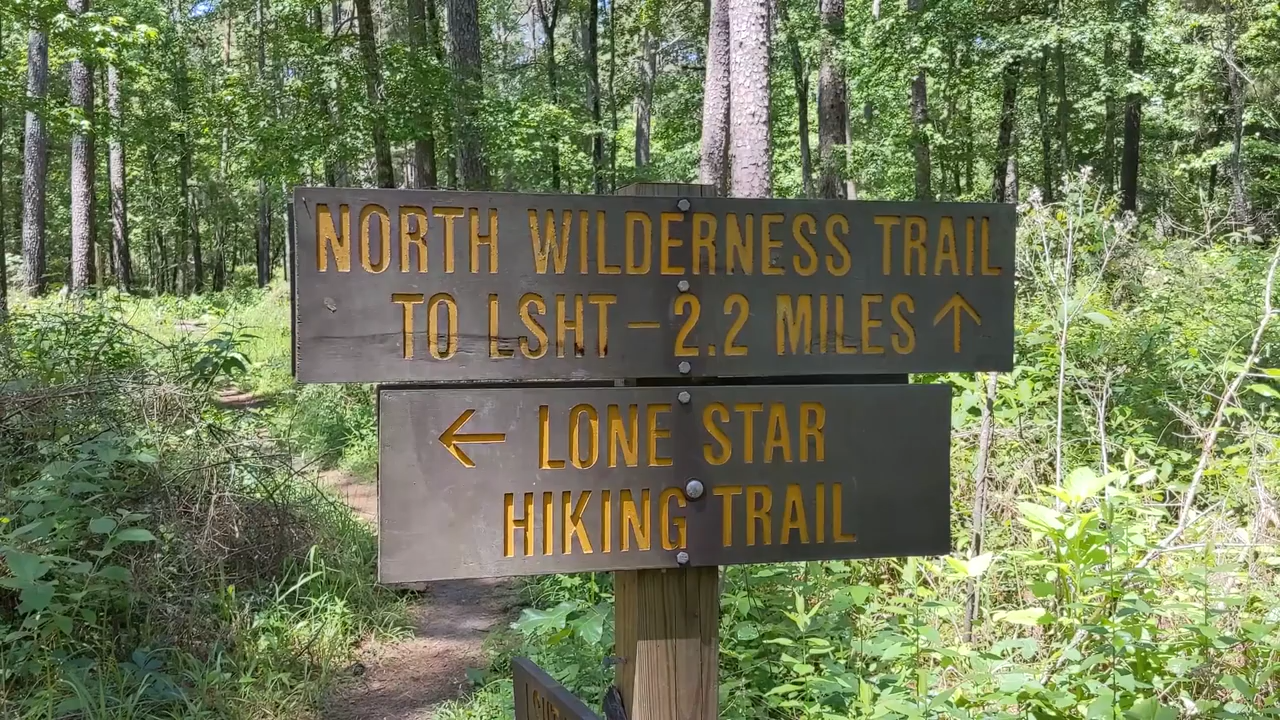 NORTH WILDERNESS TRAIL
TO LSHT – 2.2 MILES ↑
← LONE STAR
HIKING TRAIL